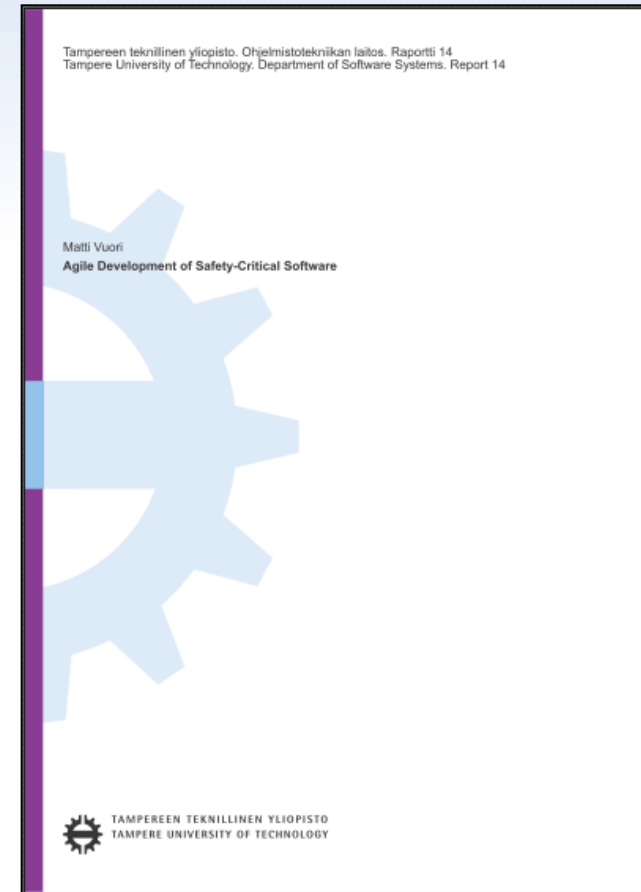 Tampereen teknillinen yliopisto. Ohjelmistotekniikan laitos. Raportti 14
Tampere University of Technology. Department of Software Systems. Report 14
Matti Vuori
Agile Development of Safety-Critical Software
TAMPEREEN TEKNILLINEN YLIOPISTO
TAMPERE UNIVERSITY OF TECHNOLOGY